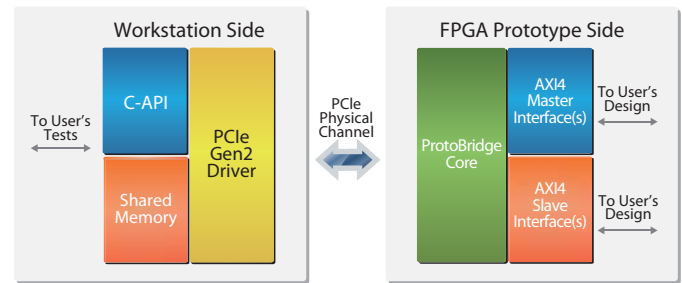 Workstation Side
To User's
Tests
C-API
Shared
Memory
PCIe
Gen2
Driver
PCIe
Physical
Channel
FPGA Prototype Side
ProtoBridge
Core
AXI4
Master
Interface(s)
To User's
Design
AXI4
Slave
Interface(s)
To User's
Design